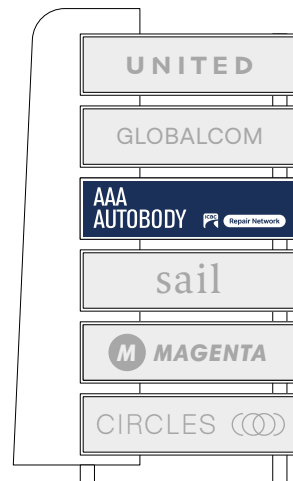 UNITED
GLOBALCOM
AAA
AUTOBODY ICBC Repair Network
sail
M MAGENTA
CIRCLES